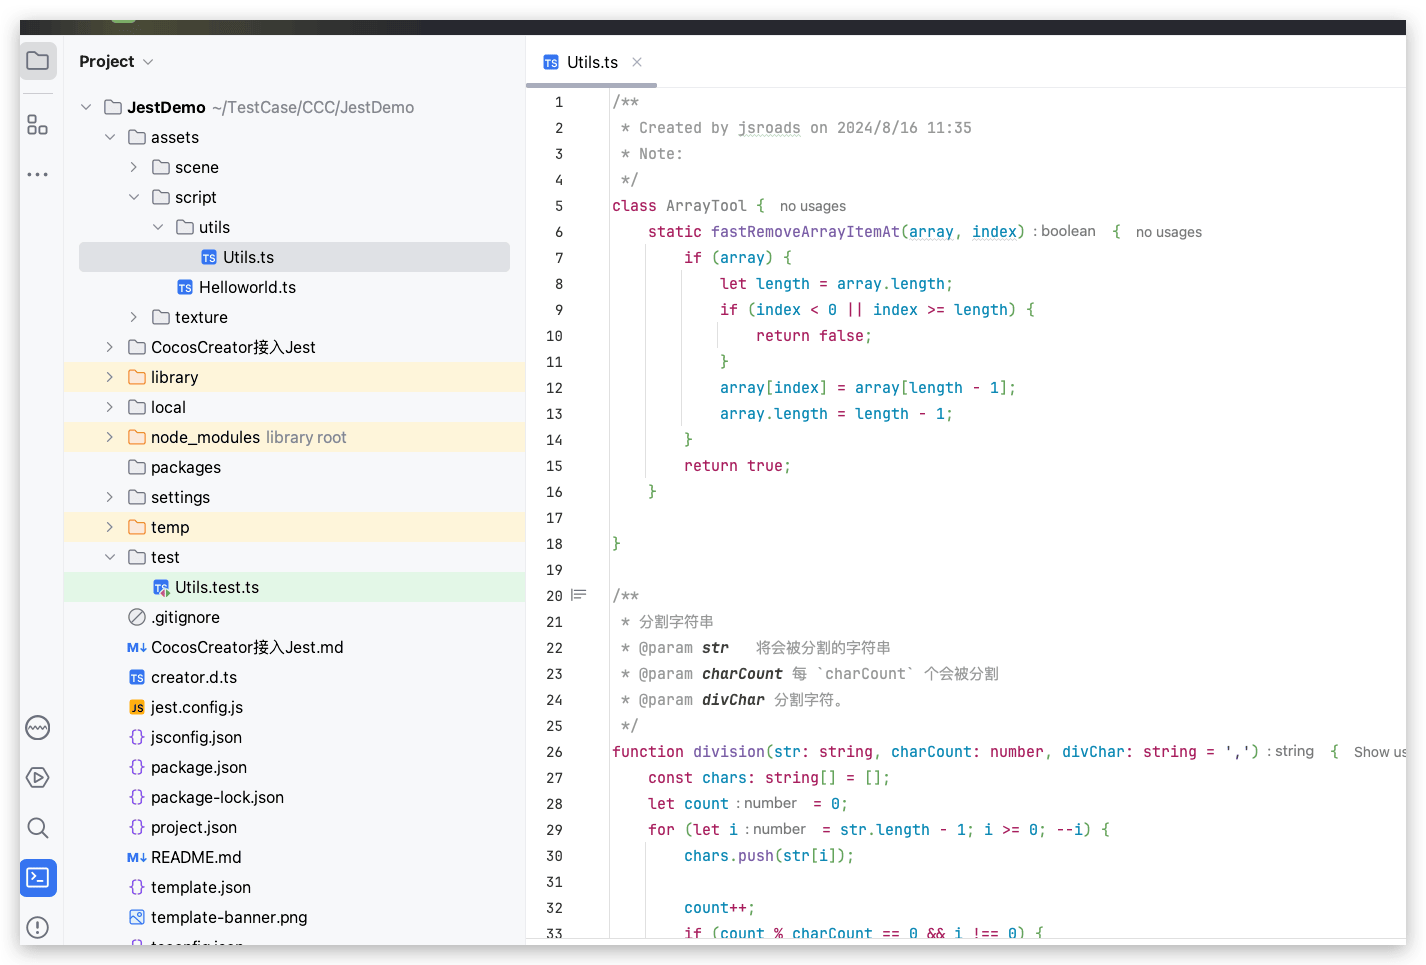 Project
JestDemo ~/TestCase/CCC/JestDemo
assets
scene
script
utils
Utils.ts
Helloworld.ts
texture
CocosCreator接入Jest
library
local
node_modules library root
packages
settings
temp
test
Utils.test.ts
.gitignore
CocosCreator接入Jest.md
creator.d.ts
jest.config.js
jsconfig.json
package.json
package-lock.json
project.json
README.md
template.json
template-banner.png
Utils.ts
1 /**
2  * Created by jsroads on 2024/8/16 11:35
3  * Note:
4  */
5 class ArrayTool { no usages
6     static fastRemoveArrayItemAt(array, index) : boolean { no usages
7         if (array) {
8             let length = array.length;
9             if (index < 0 || index >= length) {
10                 return false;
11             }
12             array[index] = array[length - 1];
13             array.length = length - 1;
14         }
15         return true;
16     }
17
18 }
19
20 /**
21  * 分割字符串
22  * @param str   将会被分割的字符串
23  * @param charCount 每 `charCount` 个会被分割
24  * @param divChar 分割字符。
25  */
26 function division(str: string, charCount: number, divChar: string = ',') : string { Show us
27     const chars: string[] = [];
28     let count : number = 0;
29     for (let i : number = str.length - 1; i >= 0; --i) {
30         chars.push(str[i]);
31
32         count++;
33         if (count % charCount == 0 && i !== 0) {